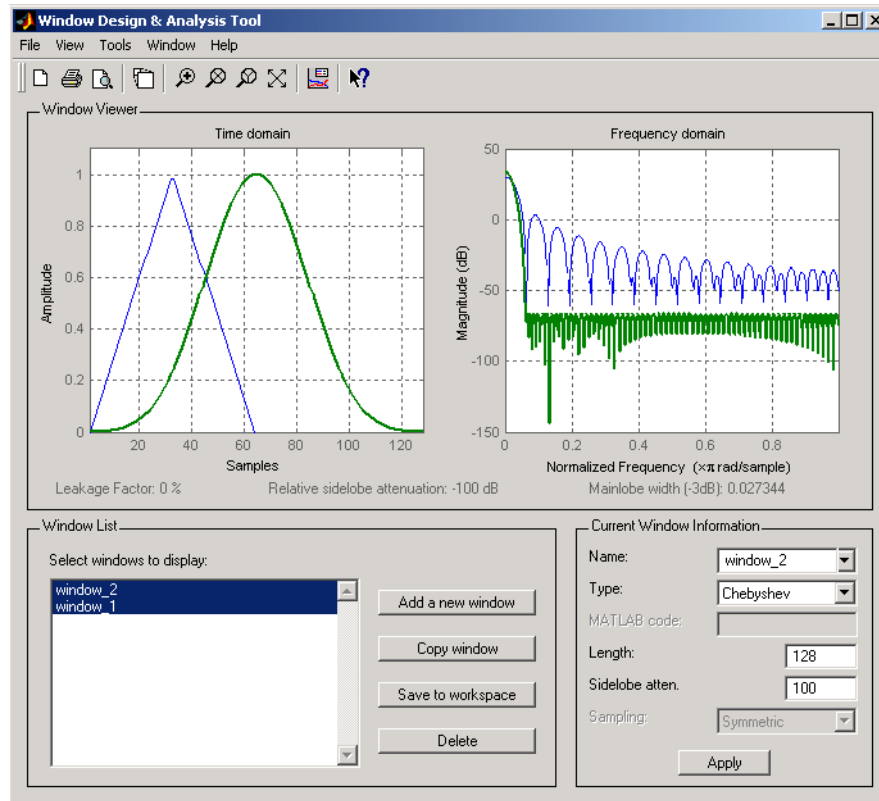 Window Design & Analysis Tool
File View Tools Window Help
Window Viewer
Time domain
Amplitude
1
0.8
0.6
0.4
0.2
0
20 40 60 80 100 120
Samples
Frequency domain
Magnitude (dB)
50
0
-50
-100
-150
0 0.2 0.4 0.6 0.8
Normalized Frequency (×π rad/sample)
Leakage Factor: 0 % Relative sidelobe attenuation: -100 dB Mainlobe width (-3dB): 0.027344
Window List
Select windows to display:
window_2
window_1
Add a new window
Copy window
Save to workspace
Delete
Current Window Information
Name: window_2
Type: Chebyshev
MATLAB code:
Length: 128
Sidelobe atten. 100
Sampling: Symmetric
Apply